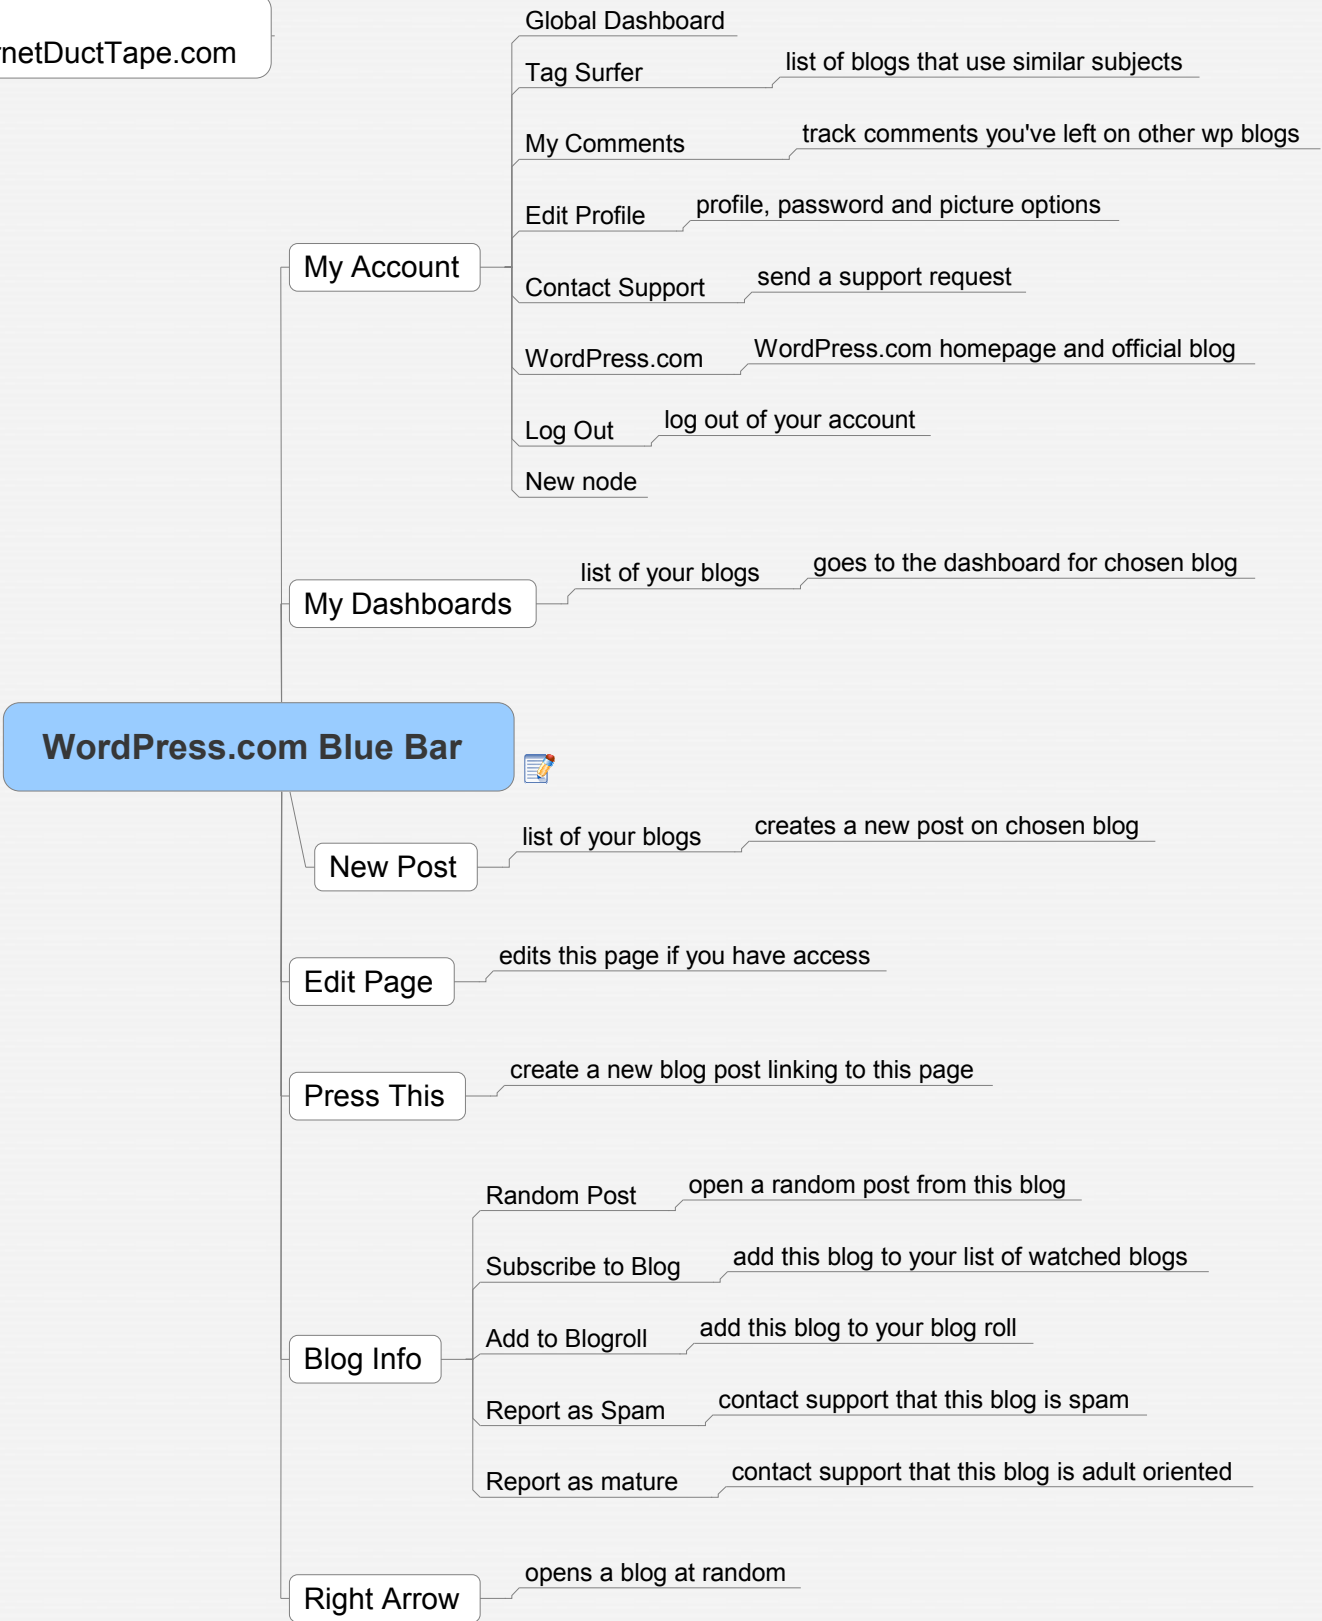 netDuctTape.com
Global Dashboard
Tag Surfer
list of blogs that use similar subjects
My Comments
track comments you've left on other wp blogs
Edit Profile
profile, password and picture options
My Account
Contact Support
send a support request
WordPress.com
WordPress.com homepage and official blog
Log Out
log out of your account
New node
My Dashboards
list of your blogs
goes to the dashboard for chosen blog
WordPress.com Blue Bar
New Post
list of your blogs
creates a new post on chosen blog
Edit Page
edits this page if you have access
Press This
create a new blog post linking to this page
Blog Info
Random Post
open a random post from this blog
Subscribe to Blog
add this blog to your list of watched blogs
Add to Blogroll
add this blog to your blog roll
Report as Spam
contact support that this blog is spam
Report as mature
contact support that this blog is adult oriented
Right Arrow
opens a blog at random